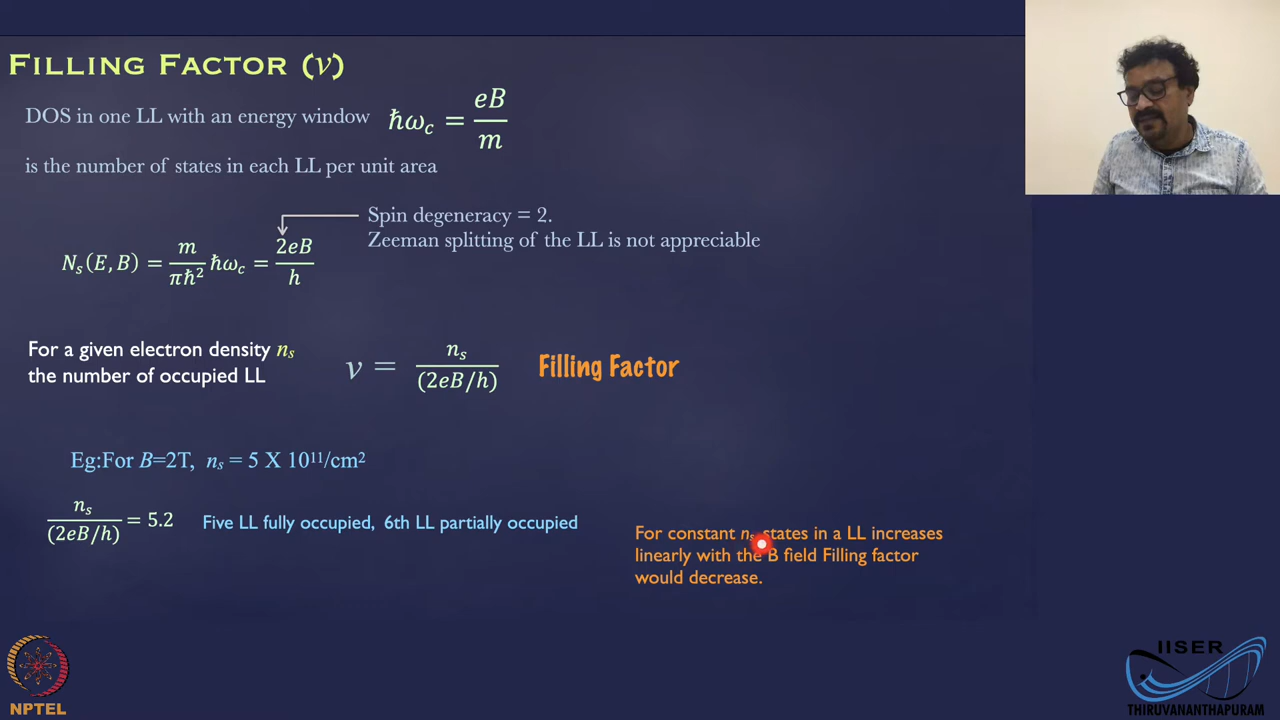 FILLING FACTOR (ν)
DOS in one LL with an energy window ℏω_c = eB/m
is the number of states in each LL per unit area
Spin degeneracy = 2.
Zeeman splitting of the LL is not appreciable
N_s(E, B) = m/πℏ² ℏω_c = 2eB/h
For a given electron density n_s
the number of occupied LL
ν = n_s/(2eB/h)
Filling Factor
Eg:For B=2T, n_s = 5 X 10¹¹/cm²
n_s/(2eB/h) = 5.2
Five LL fully occupied, 6th LL partially occupied
For constant n_s states in a LL increases
linearly with the B field Filling factor
would decrease.
NPTEL
IISER
THIRUVANANTHAPURAM